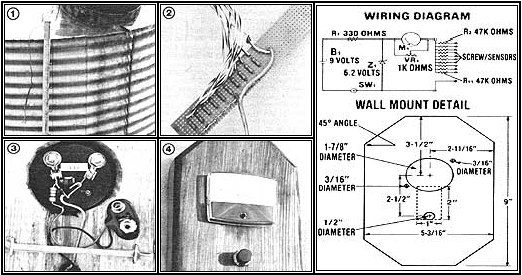 1
2
3
4
WIRING DIAGRAM
R1 330 OHMS
M1
R2 47K OHMS
B1
9 VOLTS
Z1
6.2 VOLTS
VR1
1K OHMS
SCREW/SENSORS
SW1
R11 47K OHMS
WALL MOUNT DETAIL
45° ANGLE
3-1/2"
2-11/16"
1-7/8"
DIAMETER
3/16"
DIAMETER
3/16"
DIAMETER
2-1/2"
2"
9"
1/2"
DIAMETER
1"
5-3/16"